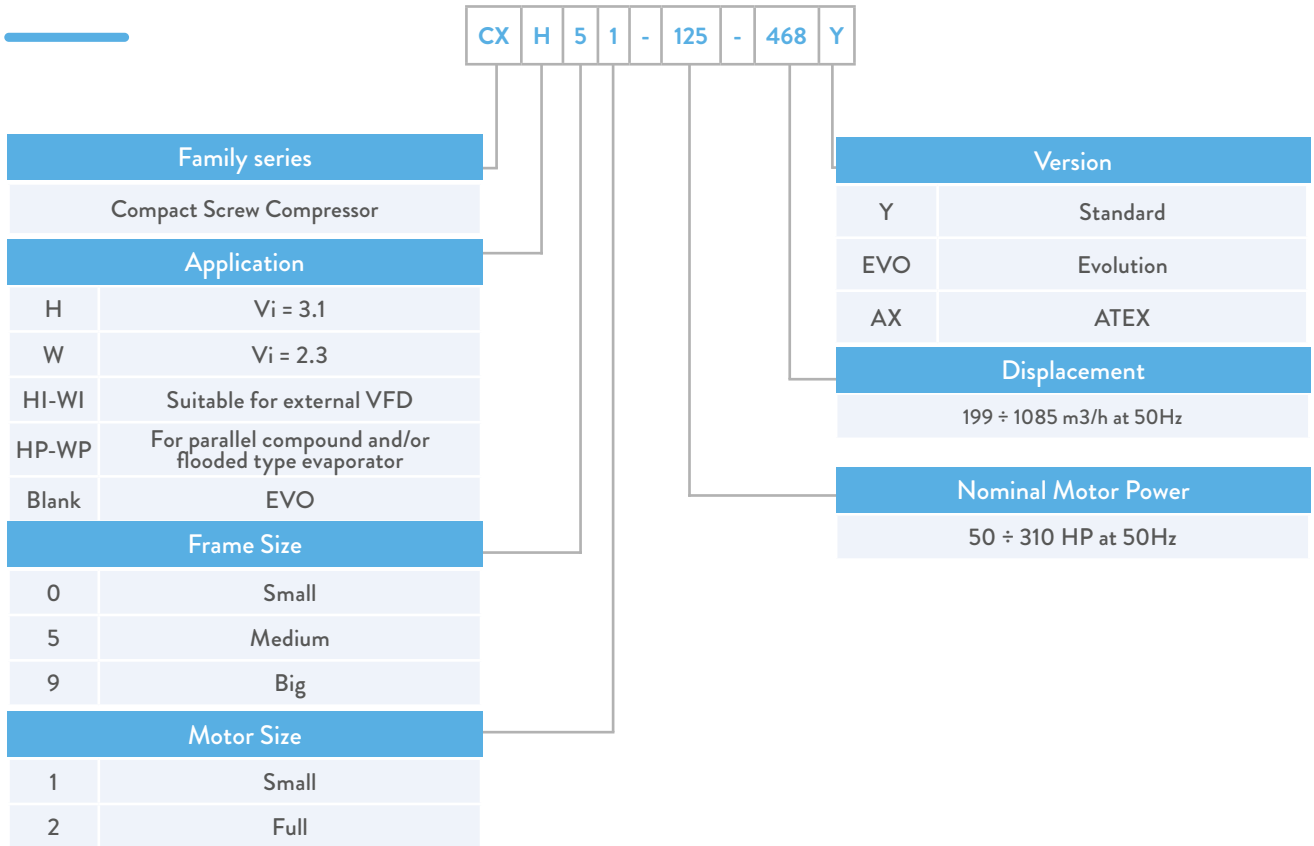 CX H 5 1 - 125 - 468 Y
Family series
Compact Screw Compressor
Application
H Vi = 3.1
W Vi = 2.3
HI-WI Suitable for external VFD
HP-WP For parallel compound and/or
flooded type evaporator
Blank EVO
Frame Size
0 Small
5 Medium
9 Big
Motor Size
1 Small
2 Full
Version
Y Standard
EVO Evolution
AX ATEX
Displacement
199 ÷ 1085 m3/h at 50Hz
Nominal Motor Power
50 ÷ 310 HP at 50Hz